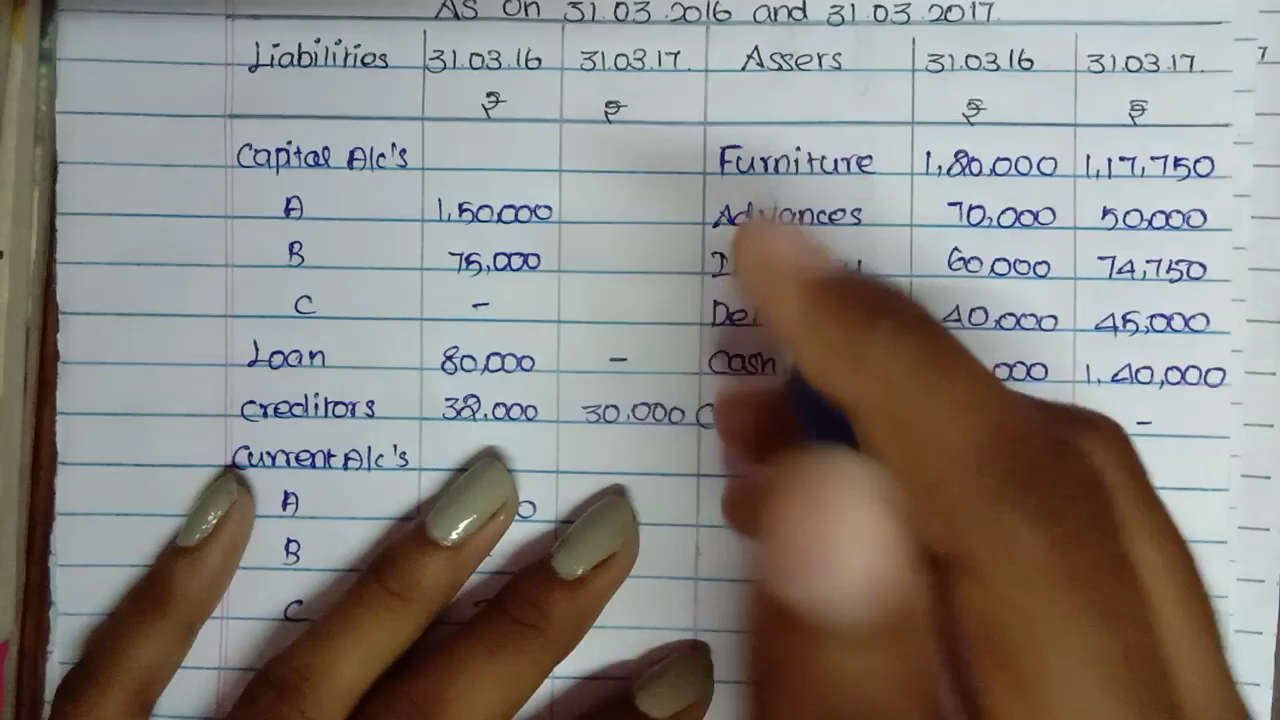 As on 31.03.2016 and 31.03.2017.
Liabilities 31.03.16 31.03.17. Assers 31.03.16 31.03.17.
₹ ₹ ₹ ₹
Capital A/c's Furniture 1,80,000 1,17,750
A 1,50,000 Advances 70,000 50,000
B 75,000 60,000 74,750
C - 40,000 45,000
Loan 80,000 - Cash 1,40,000
Creditors 38,000 30,000 -
Current A/c's
A
B
C